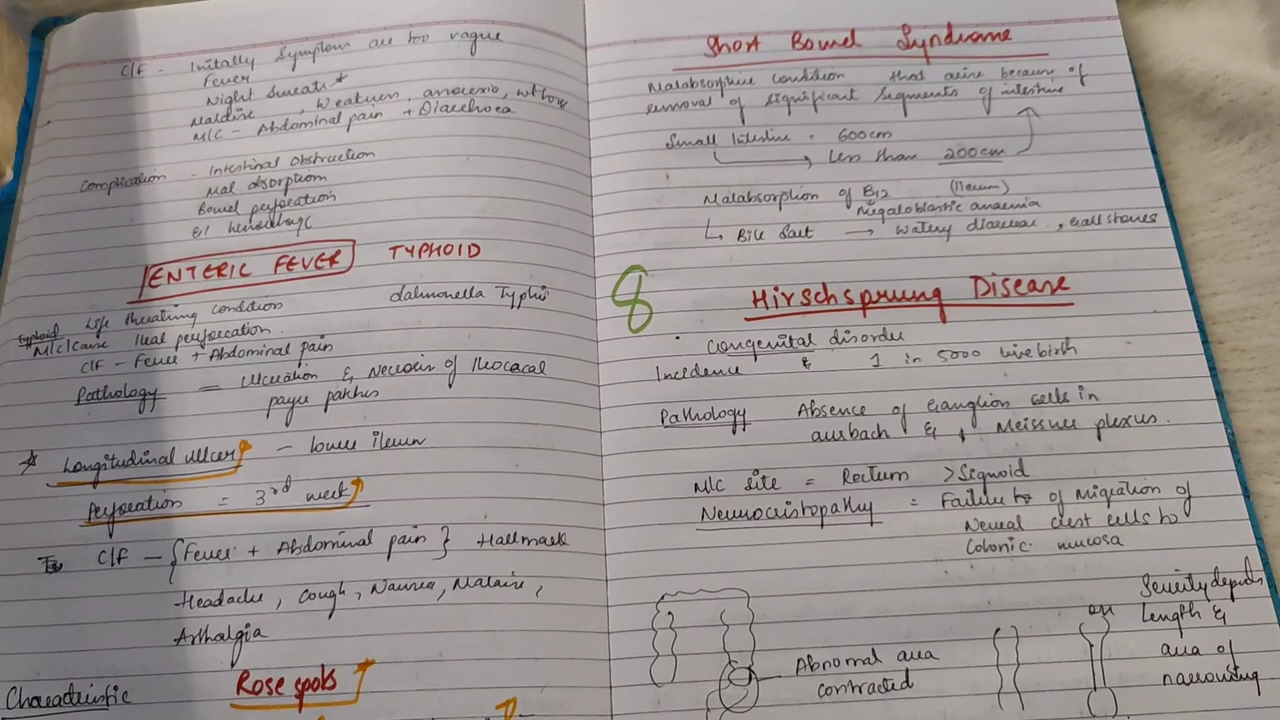 C/F - Initally Symptoms are too vague
Fever
Night Sweats *
Malaise, Weakness, anorexia, wt loss
M/C - Abdominal pain + Diarrhoea
Complication - Intestinal Obstruction
Mal absorption
Bowel perforation
GI hemorrhage
ENTERIC FEVER TYPHOID
Life threating condition Salmonella Typhi
Typhoid
M/C/Cause Ileal perforation
C/F - Fever + Abdominal pain
Pathology = Ulceration & Necrosis of Ileocacal
payer patches
* Longitudinal Ulcer - lower ileum
Perforation = 3rd week
C/F - { Fever + Abdominal pain } Hallmark
Headache, Cough, Nausea, Malaise,
Arthalgia
Characteristic Rose spots
Short Bowel Syndrome
Malabsorptive condition that arise because of
removal of significant segments of intestine
Small Intestine = 600cm
Less than 200cm
Malabsorption of B12 (Ileum)
Megaloblastic anaemia
Bile Salt → Watery diarrhea, Gall stones
8 Hirschsprung Disease
Congenital disorder
Incedence 1 in 5000 live birth
Pathology Absence of Ganglion cells in
aurbach & Meissner plexus.
M/C site = Rectum > Sigmoid
Neurocristopathy = Failure of migration of
Neural crest cells to
Colonic mucosa
Severity depends
on Length &
area of
narrowing
Abnormal area
contracted